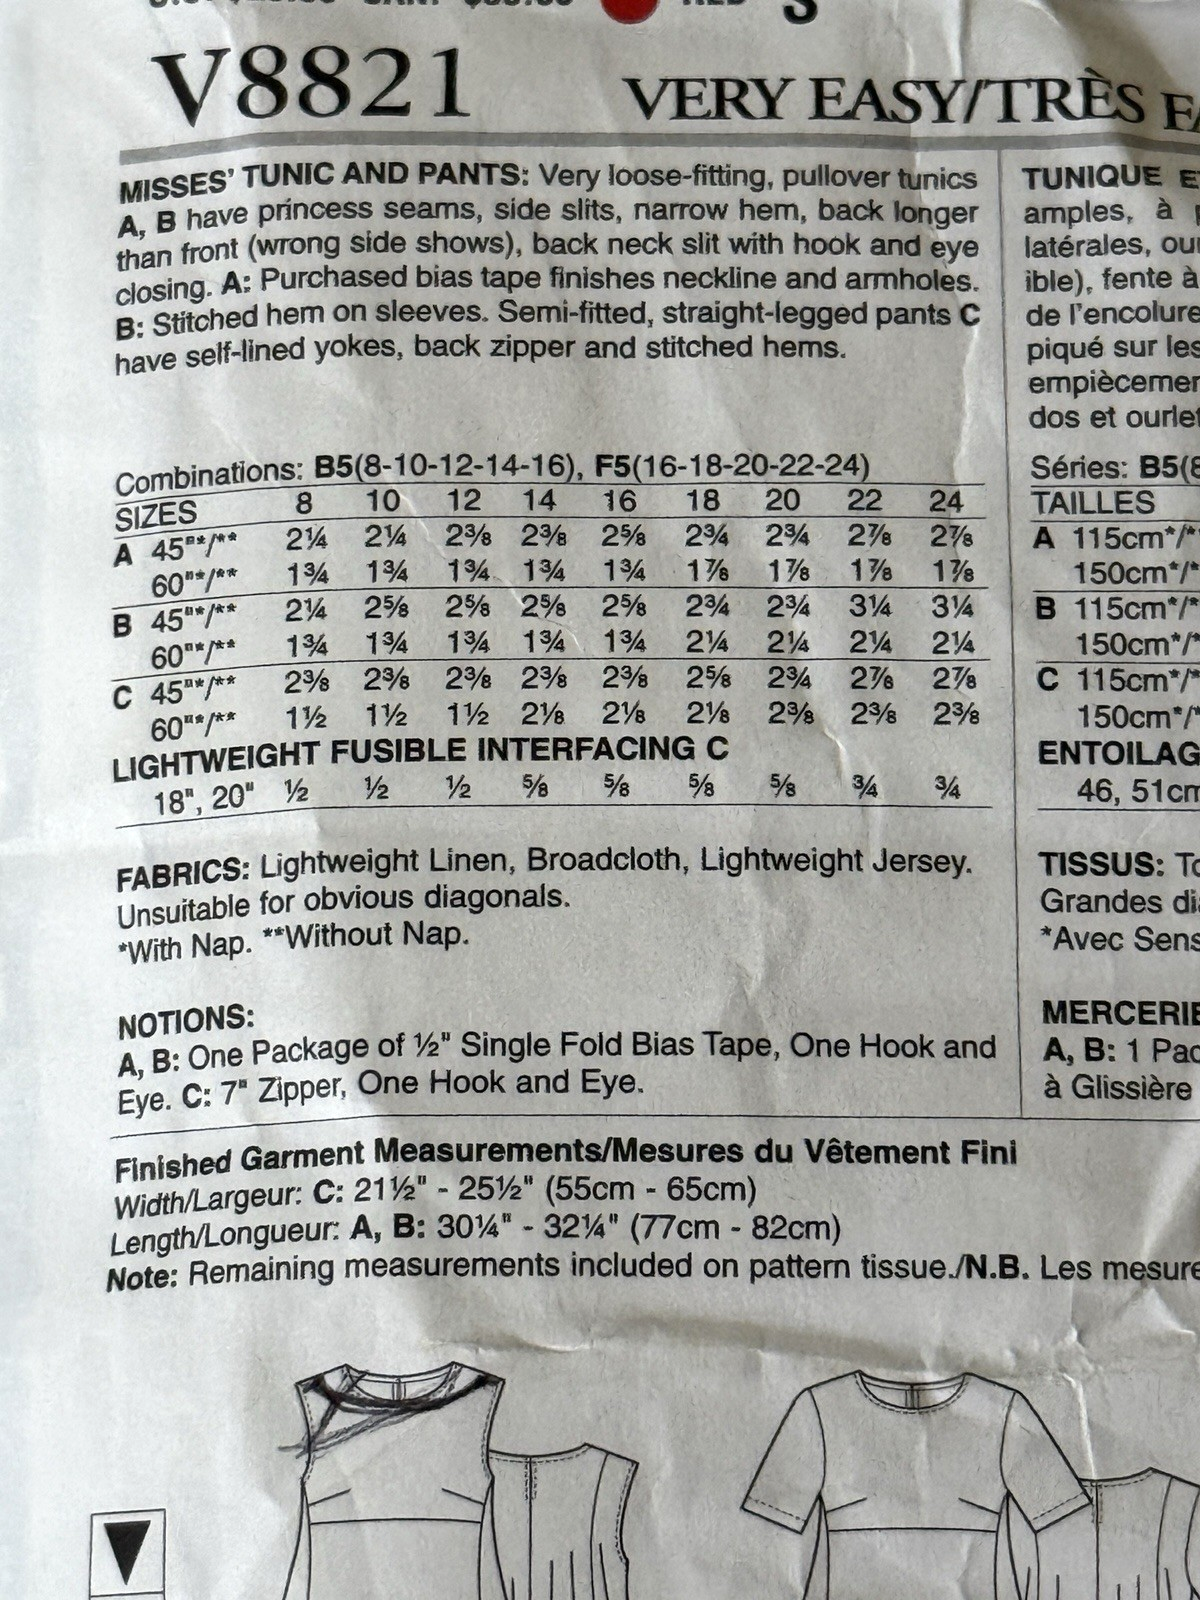 V8821 VERY EASY/TRÈS
MISSES' TUNIC AND PANTS: Very loose-fitting, pullover tunics
A, B have princess seams, side slits, narrow hem, back longer
than front (wrong side shows), back neck slit with hook and eye
closing. A: Purchased bias tape finishes neckline and armholes.
B: Stitched hem on sleeves. Semi-fitted, straight-legged pants C
have self-lined yokes, back zipper and stitched hems.
Combinations: B5(8-10-12-14-16), F5(16-18-20-22-24)
SIZES 8 10 12 14 16 18 20 22 24
A 45"*/** 2¼ 2¼ 2⅜ 2⅜ 2⅝ 2¾ 2¾ 2⅞ 2⅞
60"*/** 1¾ 1¾ 1¾ 1¾ 1¾ 1⅞ 1⅞ 1⅞ 1⅞
B 45"*/** 2¼ 2⅝ 2⅝ 2⅝ 2⅝ 2¾ 2¾ 3¼ 3¼
60"*/** 1¾ 1¾ 1¾ 1¾ 1¾ 2¼ 2¼ 2¼ 2¼
C 45"*/** 2⅜ 2⅜ 2⅜ 2⅜ 2⅜ 2⅝ 2¾ 2⅞ 2⅞
60"*/** 1½ 1½ 1½ 2⅛ 2⅛ 2⅛ 2⅜ 2⅜ 2⅜
LIGHTWEIGHT FUSIBLE INTERFACING C
18", 20" ½ ½ ½ ⅝ ⅝ ⅝ ⅝ ¾ ¾
FABRICS: Lightweight Linen, Broadcloth, Lightweight Jersey.
Unsuitable for obvious diagonals.
*With Nap. **Without Nap.
NOTIONS:
A, B: One Package of ½" Single Fold Bias Tape, One Hook and
Eye. C: 7" Zipper, One Hook and Eye.
TUNIQUE
amples, à
latérales,
ible), fente à
de l'encolure
piqué sur les
dos et
Séries: B5(8
TAILLES
A 115cm*/*
150cm*/*
B 115cm*/*
150cm*/*
C 115cm*/*
150cm*/*
46, 51cm
TISSUS:
Grandes
*Avec Sens
MERCERIE
A, B: 1
à Glissière
Finished Garment Measurements/Mesures du Vêtement Fini
Width/Largeur: C: 21½" - 25½" (55cm - 65cm)
Length/Longueur: A, B: 30¼" - 32¼" (77cm - 82cm)
Note: Remaining measurements included on pattern tissue./N.B. Les